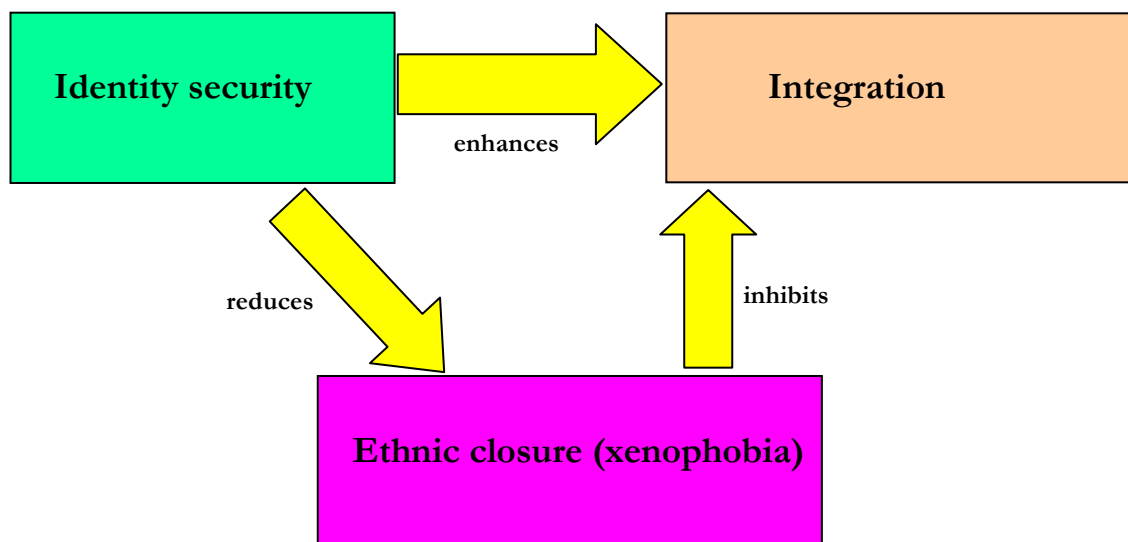 Identity security
Integration
enhances
reduces
inhibits
Ethnic closure (xenophobia)